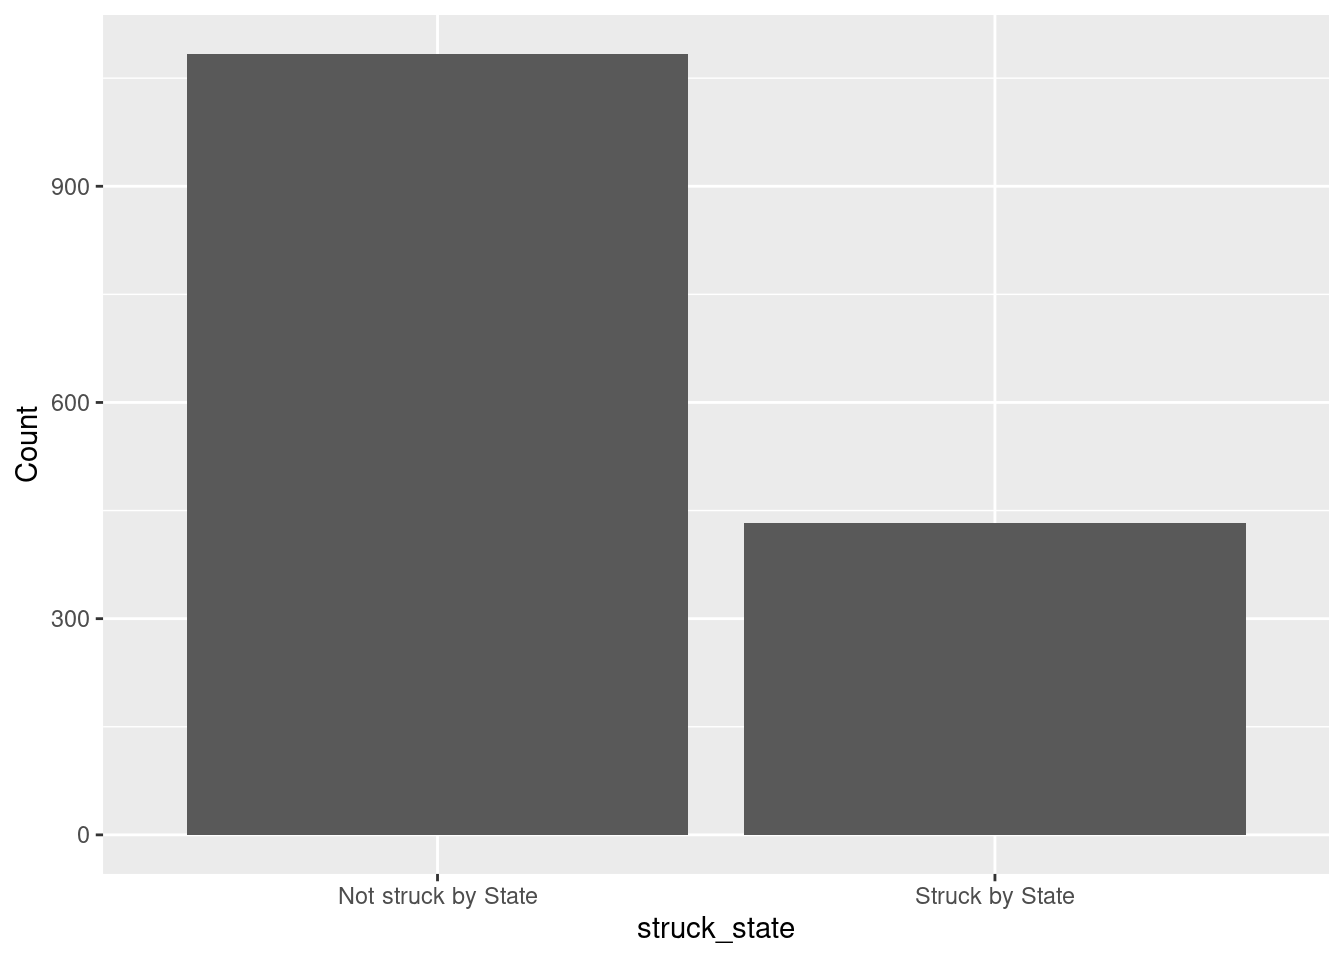 Count
900
600
300
0
Not struck by State
Struck by State
struck_state